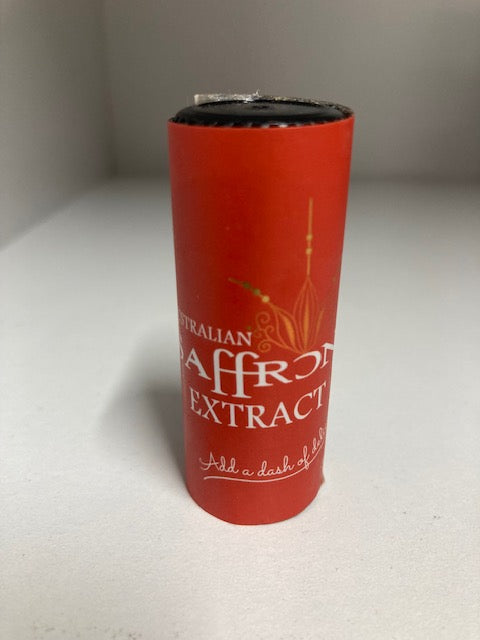 STRALIAN
SAFFRON
EXTRACT
Add a dash of